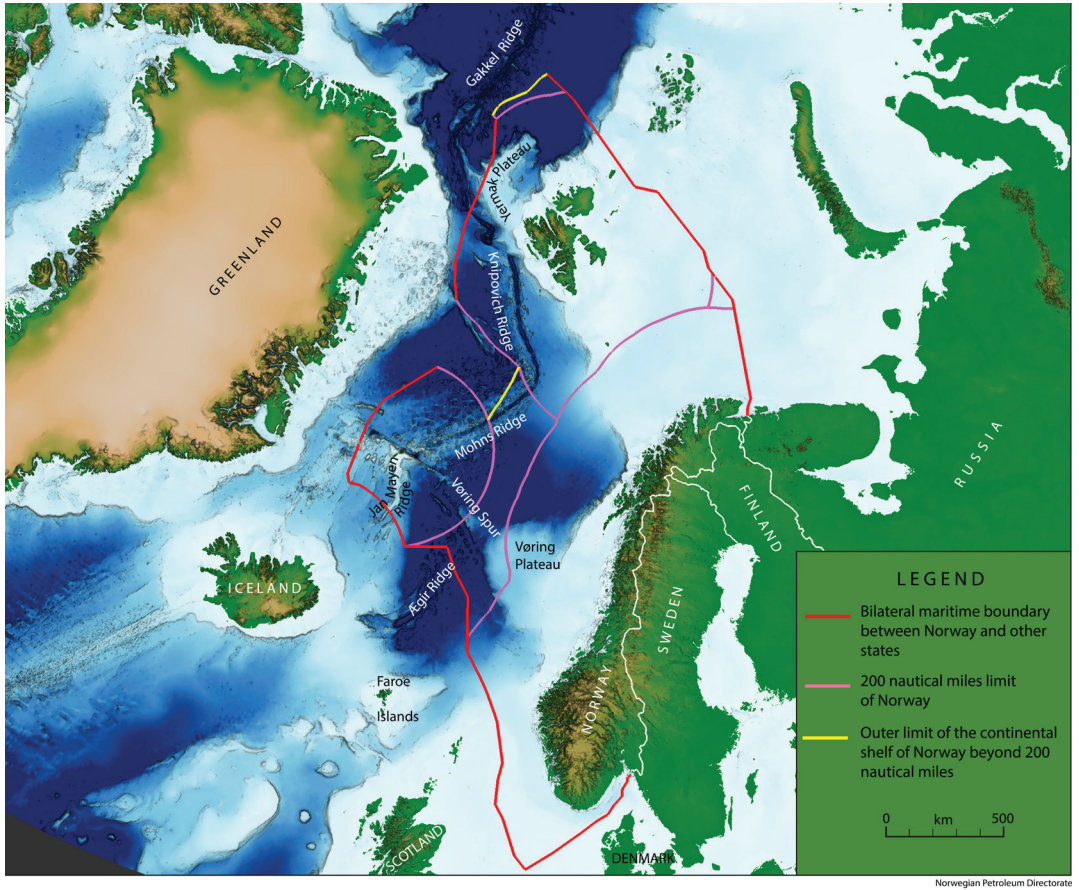 Gakkel Ridge
Yermak Plateau
GREENLAND
Knipovich Ridge
Mohns Ridge
Jan Mayen
Ridge
Vøring Spur
Vøring
Plateau
RUSSIA
FINLAND
ICELAND
Ægir Ridge
SWEDEN
NORWAY
Faroe
Islands
SCOTLAND
DENMARK
LEGEND
Bilateral maritime boundary
between Norway and other
states
200 nautical miles limit
of Norway
Outer limit of the continental
shelf of Norway beyond 200
nautical miles
0 km 500
Norwegian Petroleum Directorate